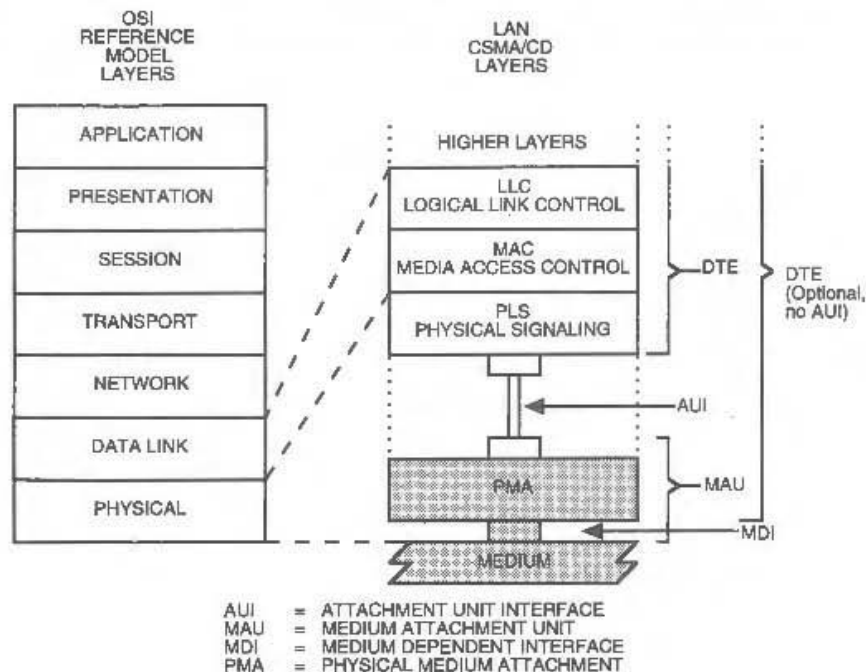 OSI
REFERENCE
MODEL
LAYERS
APPLICATION
PRESENTATION
SESSION
TRANSPORT
NETWORK
DATA LINK
PHYSICAL
LAN
CSMA/CD
LAYERS
HIGHER LAYERS
LLC
LOGICAL LINK CONTROL
MAC
MEDIA ACCESS CONTROL
PLS
PHYSICAL SIGNALING
PMA
MEDIUM
DTE
DTE
(Optional,
no AUI)
AUI
MAU
MDI
AUI = ATTACHMENT UNIT INTERFACE
MAU = MEDIUM ATTACHMENT UNIT
MDI = MEDIUM DEPENDENT INTERFACE
PMA = PHYSICAL MEDIUM ATTACHMENT